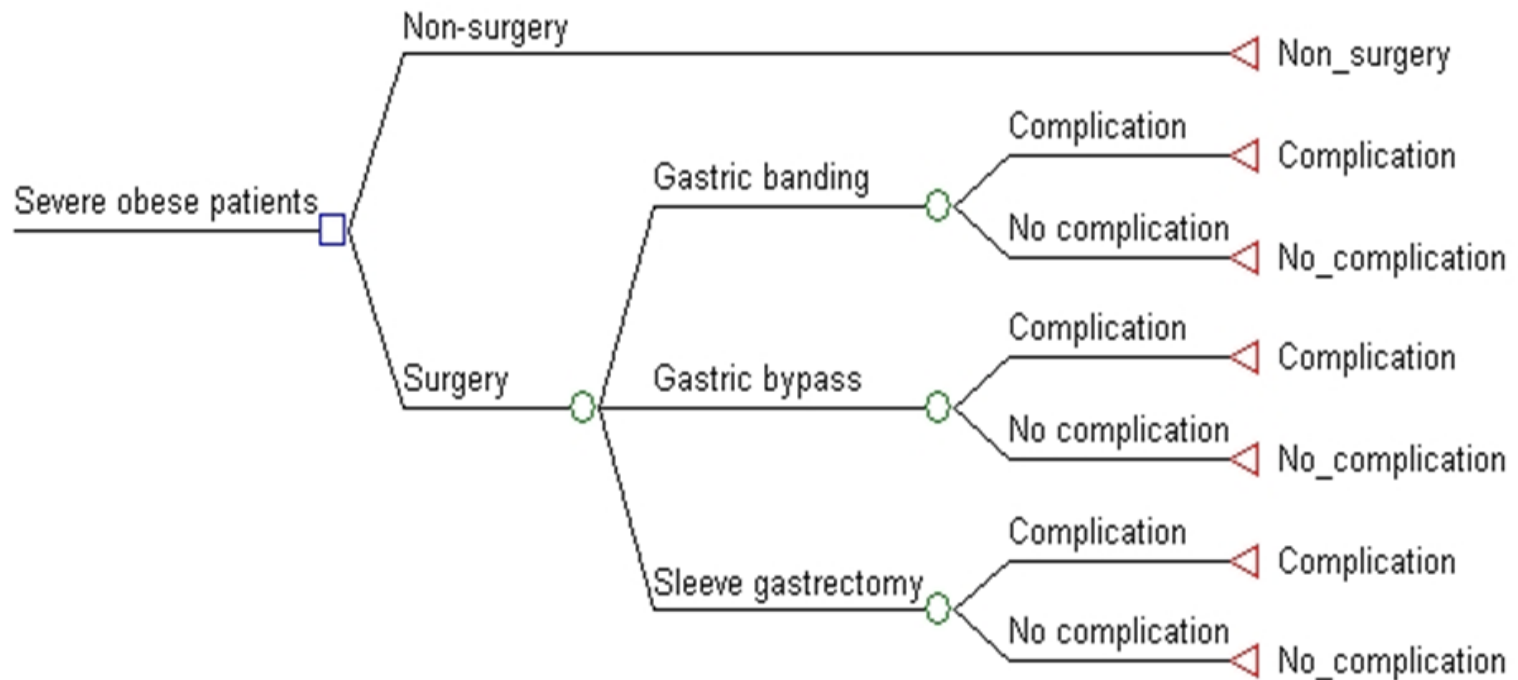 Non-surgery
Non_surgery
Complication
Complication
Gastric banding
Severe obese patients
No complication
No_complication
Complication
Complication
Surgery
Gastric bypass
No complication
No_complication
Complication
Complication
Sleeve gastrectomy
No complication
No_complication